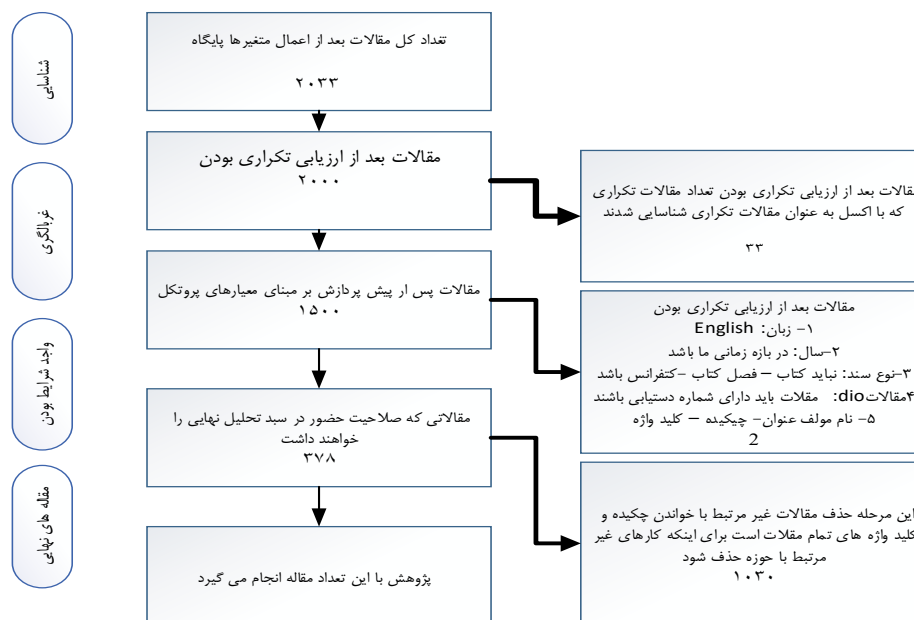 شناسایی
تغداد کل مقالات بعد از اعمال متغیرها پایگاه
۲۰۳۳
غربالگری
مقالات بعد از ارزیابی تکراری بودن
۲۰۰۰
مقالات بعد از ارزیابی تکراری بودن تعداد مقالات تکراری
که با اکسل به عنوان مقالات تکراری شناسایی شدند
۳۳
واجد شرایط بودن
مقالات پس ار پیش پردازش بر مبنای معیارهای پروتکل
۱۵۰۰
مقالات بعد از ارزیابی تکراری بودن
۱- زبان: English
۲-سال: در بازه زمانی ما باشد
۳-نوع سند: نباید کتاب – فصل کتاب -کتفرانس باشد
۴مقالاتdio: مقلات باید دارای شماره دستیابی باشند
۵- نام مولف عنوان- چیکیده – کلید واژه
2
مقالاتی که صلاحیت حضور در سبد تحلیل نهایی را
خواهند داشت
۳۷۸
مقاله های نهایی
پژوهش با این تعداد مقاله انجام می گیرد
این مرحله حذف مقالات غیر مرتبط با خواندن چکیده و
کلید واژه های تمام مقلات است برای اینکه کارهای غیر
مرتبط با حوزه حذف شود
۱۰۳۰